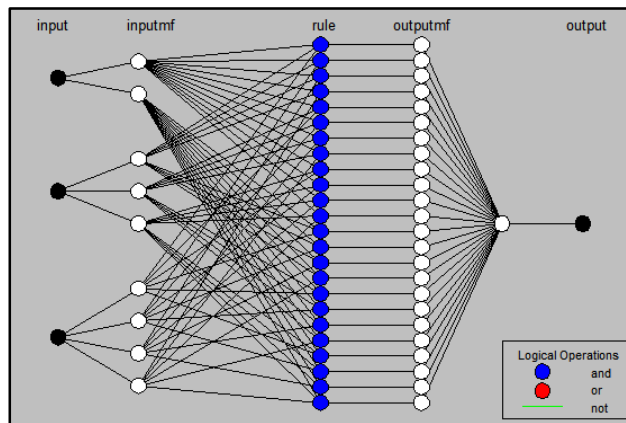 input inputmf rule outputmf output
Logical Operations
and
or
not